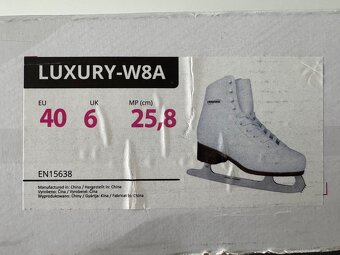 LUXURY-W8A
EU UK MP (cm)
40 6 25,8
EN15638
Manufactured in: China / Hergestellt in: China
Vyrobeno: Čína / Vyrobené: Čína
Wyprodukowano: Chiny / Gyártja: Kína / Fabricat în: China